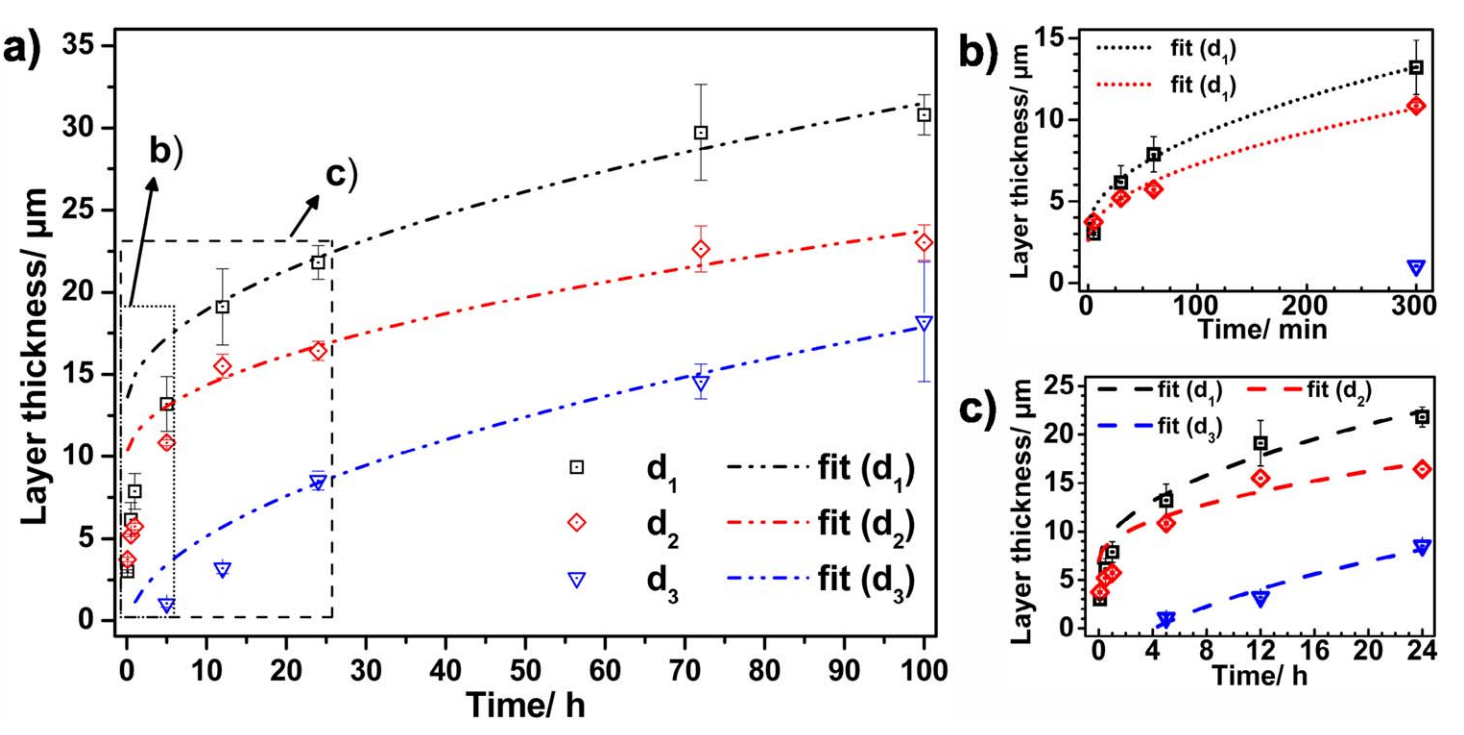 a)
35
30
25
20
15
10
5
0
Layer thickness/ µm
b)
c)
d1 fit (d1)
d2 fit (d2)
d3 fit (d3)
0 10 20 30 40 50 60 70 80 90 100
Time/ h
b)
15
10
5
0
Layer thickness/ µm
fit (d1)
fit (d1)
0 100 200 300
Time/ min
c)
25
20
15
10
5
0
Layer thickness/ µm
fit (d1) fit (d2)
fit (d3)
0 4 8 12 16 20 24
Time/ h